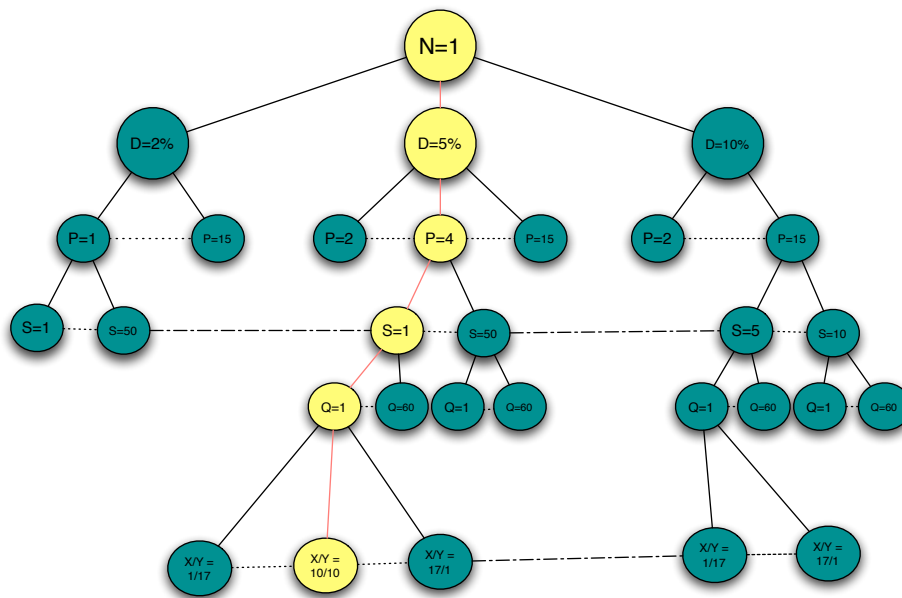 N=1
D=2%
D=5%
D=10%
P=1
P=15
P=2
P=4
P=15
P=2
P=15
S=1
S=50
S=1
S=50
S=5
S=10
Q=1
Q=60
Q=1
Q=60
Q=1
Q=60
Q=1
Q=60
X/Y =
1/17
X/Y =
10/10
X/Y =
17/1
X/Y =
1/17
X/Y =
17/1